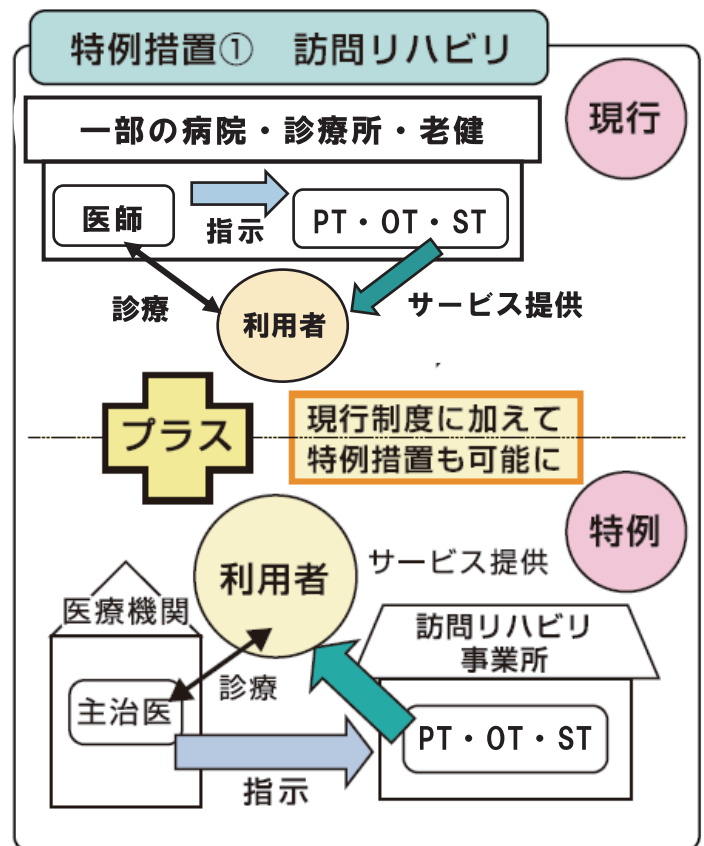 特例措置①　訪問リハビリ
現行
一部の病院・診療所・老健
医師
指示
PT・OT・ST
診療
利用者
サービス提供
プラス
現行制度に加えて
特例措置も可能に
特例
利用者
サービス提供
医療機関
訪問リハビリ
事業所
診療
主治医
PT・OT・ST
指示